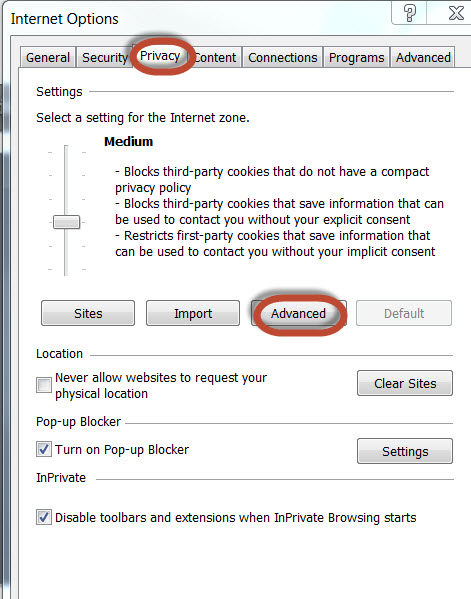 Internet Options
?
General Security Privacy Content Connections Programs Advanced
Settings
Select a setting for the Internet zone.
Medium
- Blocks third-party cookies that do not have a compact
privacy policy
- Blocks third-party cookies that save information that can
be used to contact you without your explicit consent
- Restricts first-party cookies that save information that
can be used to contact you without your implicit consent
Sites Import Advanced Default
Location
Never allow websites to request your
physical location
Clear Sites
Pop-up Blocker
Turn on Pop-up Blocker
Settings
InPrivate
Disable toolbars and extensions when InPrivate Browsing starts